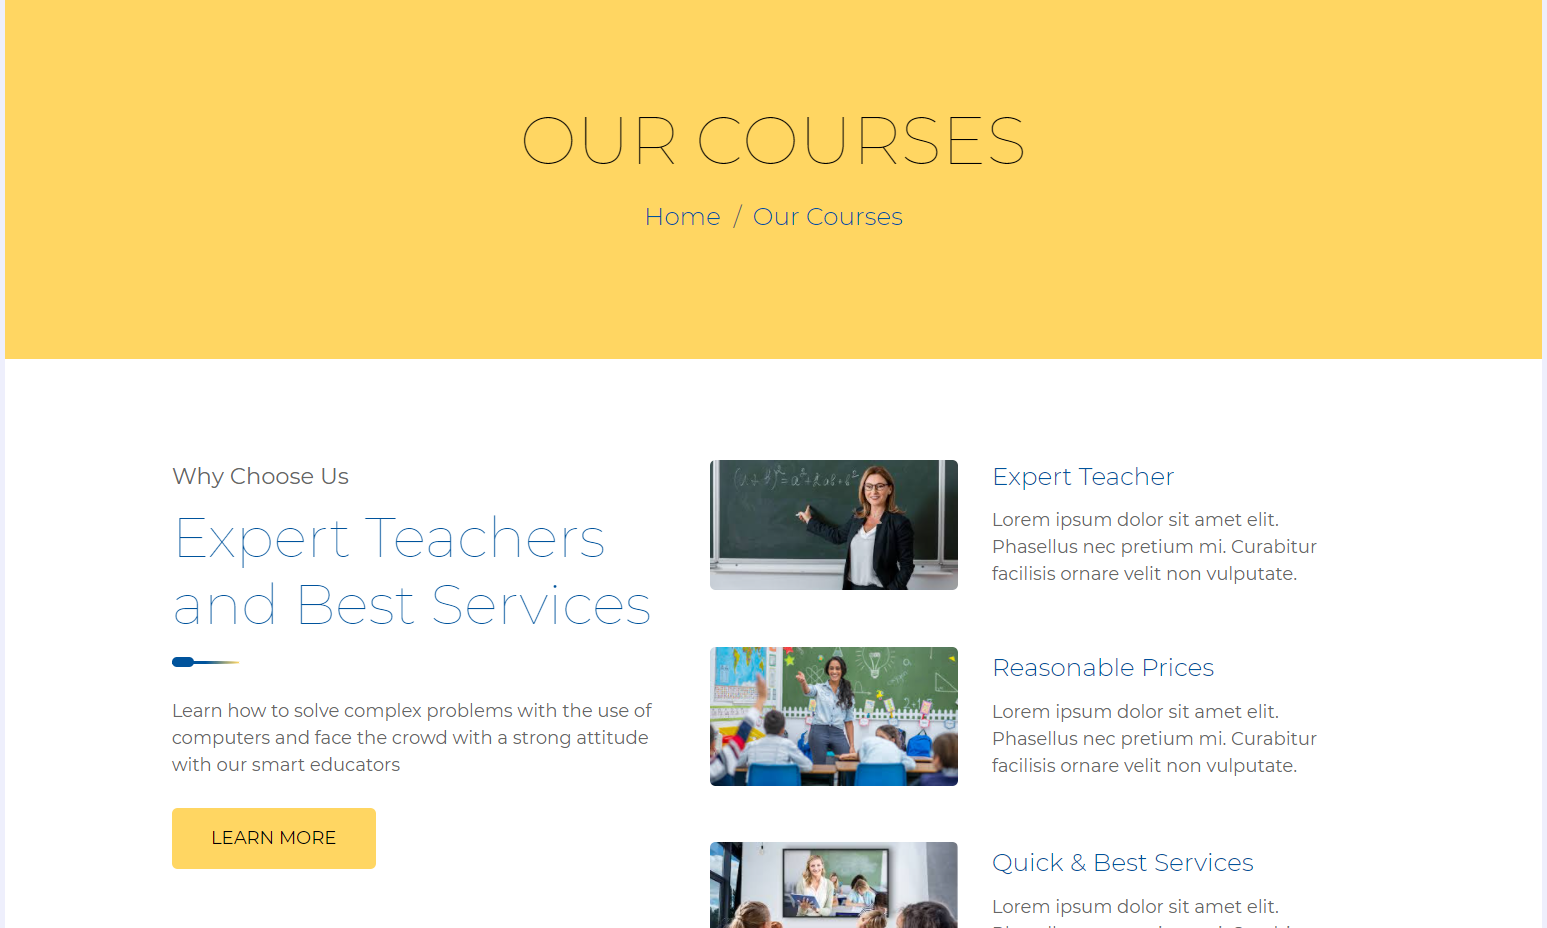 OUR COURSES
Home / Our Courses
Why Choose Us
Expert Teachers
and Best Services
Learn how to solve complex problems with the use of
computers and face the crowd with a strong attitude
with our smart educators
LEARN MORE
Expert Teacher
Lorem ipsum dolor sit amet elit.
Phasellus nec pretium mi. Curabitur
facilisis ornare velit non vulputate.
Reasonable Prices
Lorem ipsum dolor sit amet elit.
Phasellus nec pretium mi. Curabitur
facilisis ornare velit non vulputate.
Quick & Best Services
Lorem ipsum dolor sit amet elit.